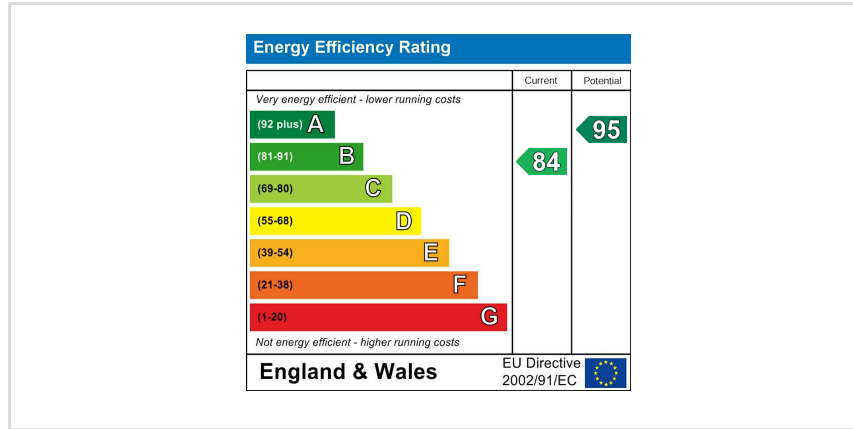 Energy Efficiency Rating
Current Potential
Very energy efficient - lower running costs
(92 plus) A
95
(81-91) B
84
(69-80) C
(55-68) D
(39-54) E
(21-38) F
(1-20) G
Not energy efficient - higher running costs
England & Wales
EU Directive
2002/91/EC